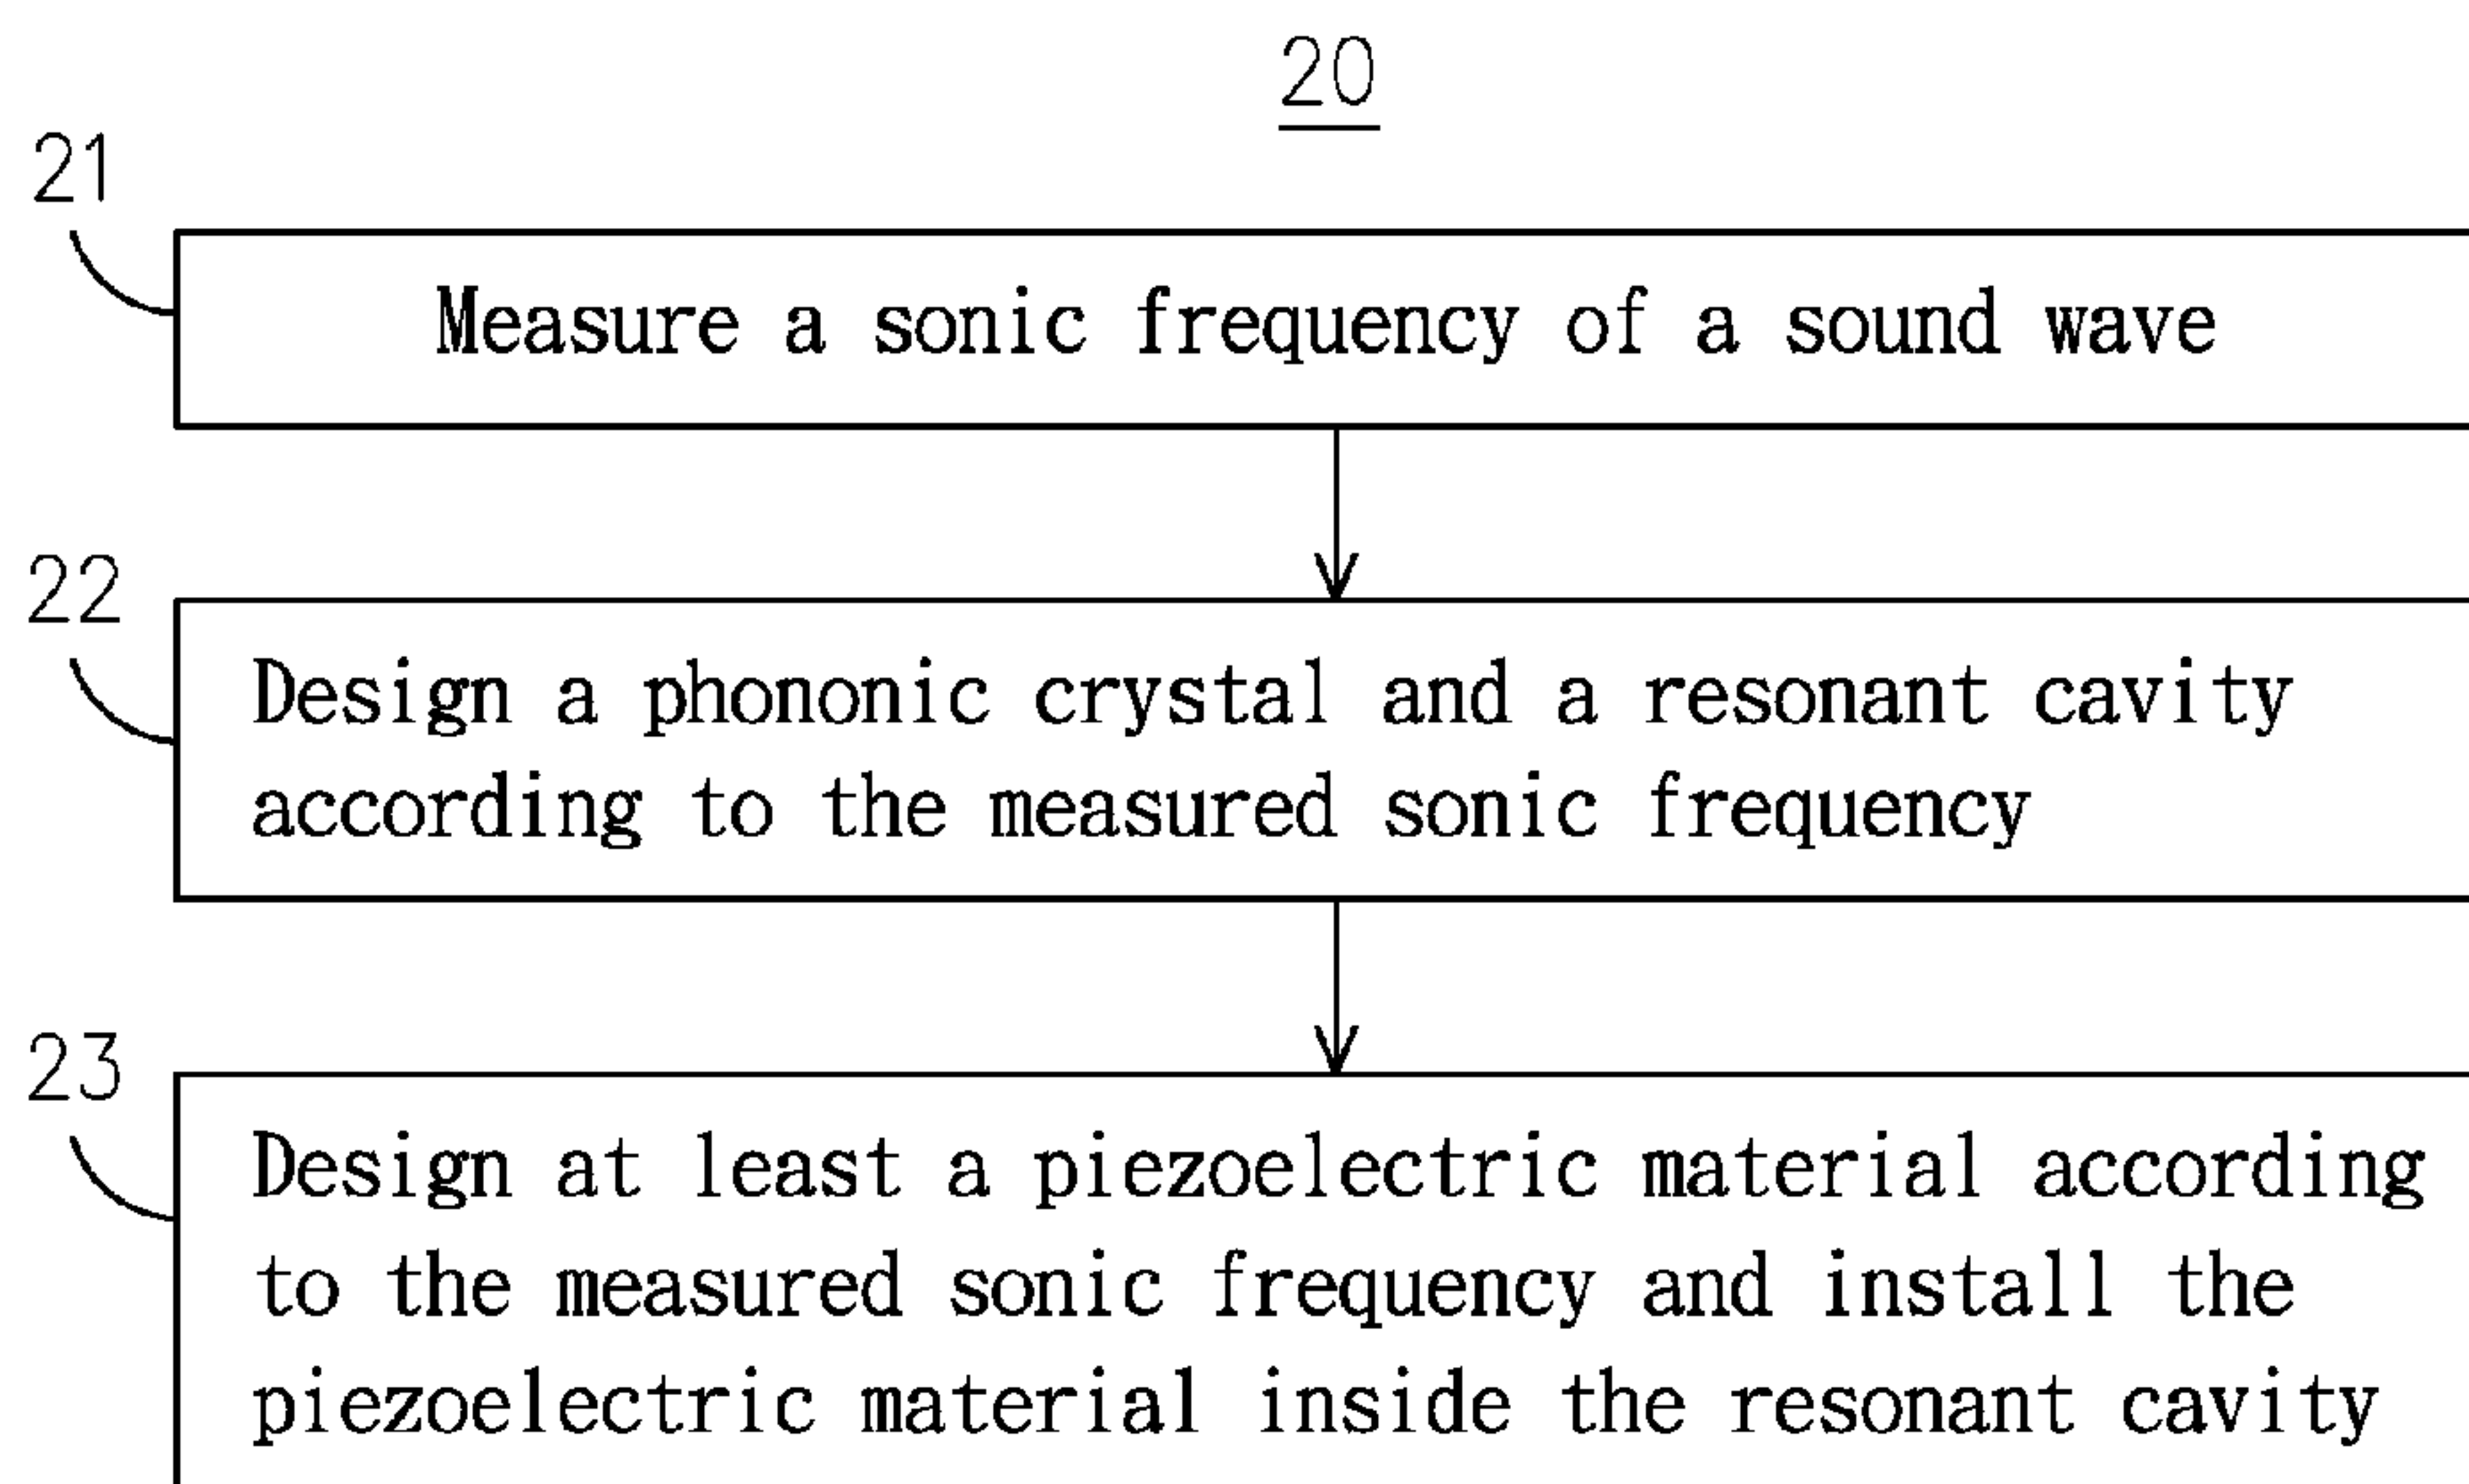 20
21
Measure a sonic frequency of a sound wave
22
Design a phononic crystal and a resonant cavity
according to the measured sonic frequency
23
Design at least a piezoelectric material according
to the measured sonic frequency and install the
piezoelectric material inside the resonant cavity